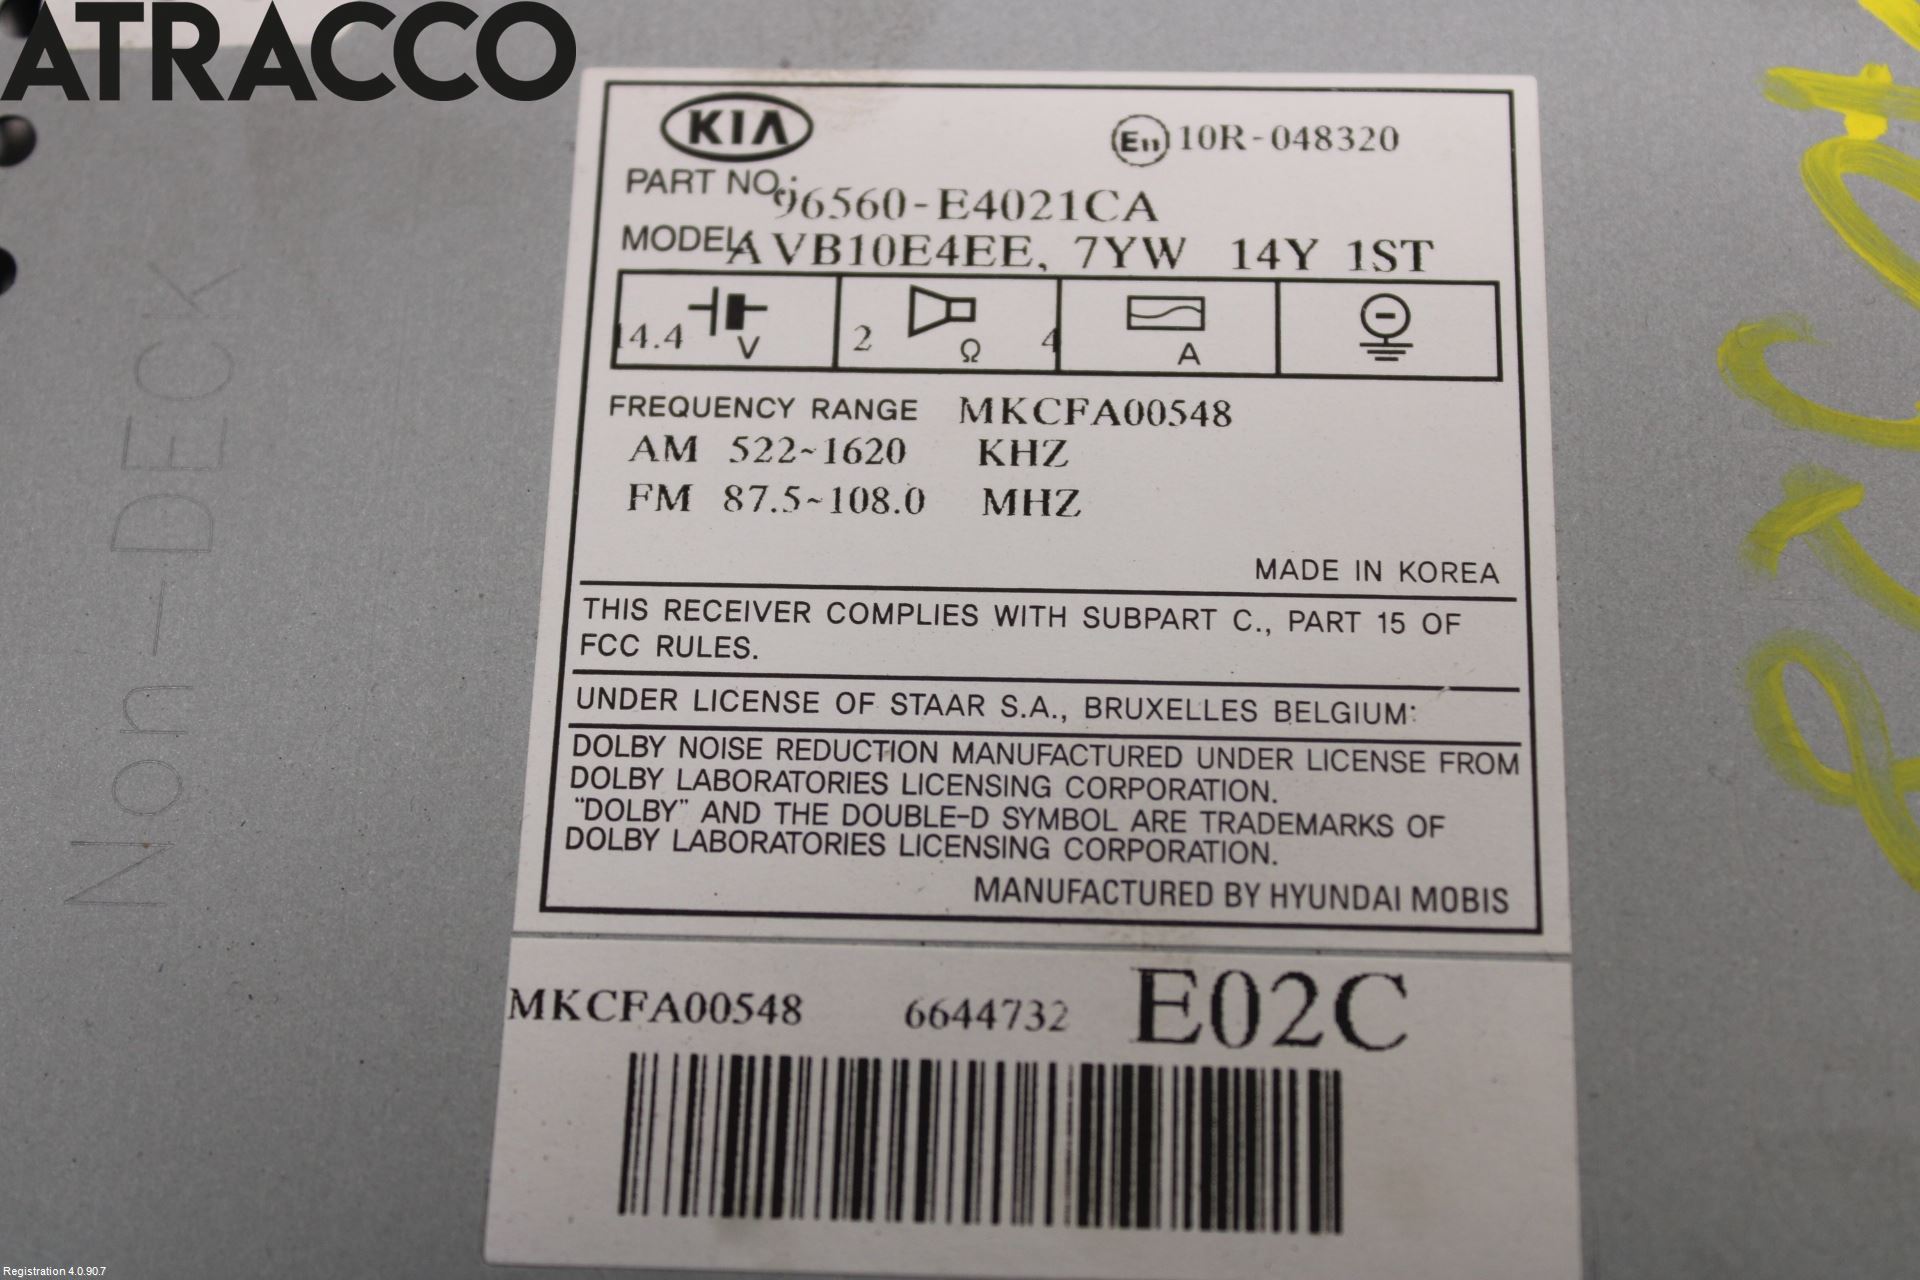 ATRACCO
KIA
E11 10R-048320
PART NO.: 96560-E4021CA
MODEL AVB10E4EE, 7YW 14Y 1ST
14.4 V 2 Ω 4 A
FREQUENCY RANGE MKCFA00548
AM 522~1620 KHZ
FM 87.5~108.0 MHZ
MADE IN KOREA
THIS RECEIVER COMPLIES WITH SUBPART C., PART 15 OF
FCC RULES.
UNDER LICENSE OF STAAR S.A., BRUXELLES BELGIUM:
DOLBY NOISE REDUCTION MANUFACTURED UNDER LICENSE FROM
DOLBY LABORATORIES LICENSING CORPORATION.
"DOLBY" AND THE DOUBLE-D SYMBOL ARE TRADEMARKS OF
DOLBY LABORATORIES LICENSING CORPORATION.
MANUFACTURED BY HYUNDAI MOBIS
MKCFA00548 6644732 E02C
Non-DECK
Registration 4.0.90.7